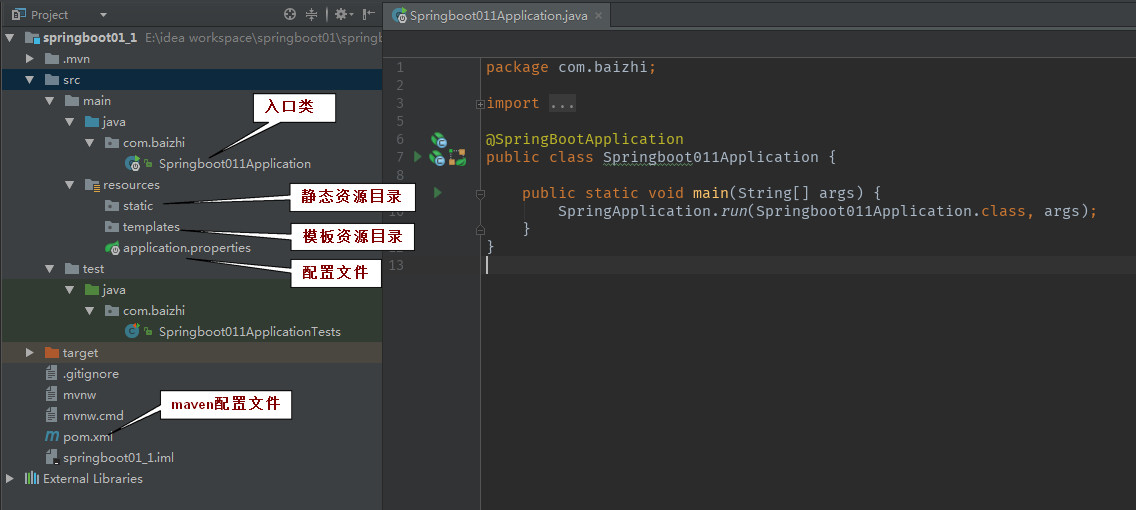 Project
Springboot011Application.java
springboot01_1 E:\idea workspace\springboot01\springb
.mvn
src
main
入口类
java
com.baizhi
Springboot011Application
resources
static
静态资源目录
templates
模板资源目录
application.properties
配置文件
test
java
com.baizhi
Springboot011ApplicationTests
target
.gitignore
mvnw
maven配置文件
mvnw.cmd
pom.xml
springboot01_1.iml
External Libraries
1 package com.baizhi;
2
3 import ...
5
6 @SpringBootApplication
7 public class Springboot011Application {
8
public static void main(String[] args) {
SpringApplication.run(Springboot011Application.class, args);
}
}
13